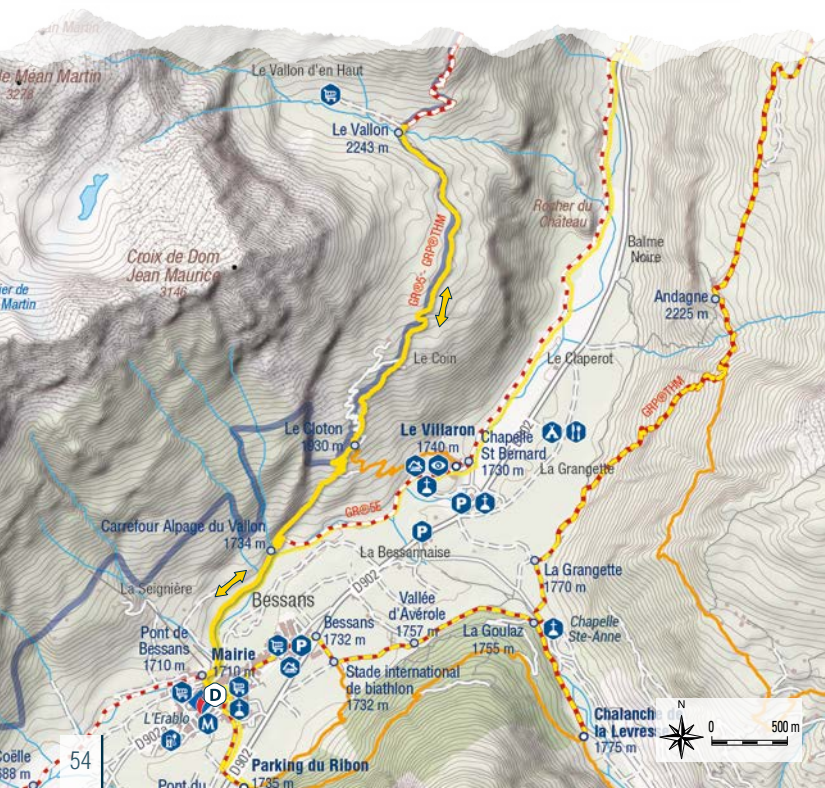 in Martin
le Méan Martin
3278
Le Vallon d'en Haut
Le Vallon
2243 m
Rocher du
Château
GR®5 - GRP®THM
Balme
Noire
Croix de Dom
Jean Maurice
3146
ier de
Martin
Andagne
2225 m
Le Coin
Le Claperot
GRP®THM
Le Cloton
1930 m
Le Villaron
1740 m
Chapelle
St Bernard
1730 m
P
P
La Grangette
GR®5E
Carrefour Alpage du Vallon
1734 m
La Bessannaise
D902
La Grangette
1770 m
La Seignière
Bessans
Vallée
d'Avérole
1757 m
Bessans
1732 m
P
La Goulaz
1755 m
Chapelle
Ste-Anne
Pont de
Bessans
1710 m
Mairie
1710 m
D
Stade international
de biathlon
1732 m
L'Erablo
M
D902
Chalanche de
la Levresse
1775 m
N
0 500 m
54
D902
Parking du Ribon
1735 m
Pont du